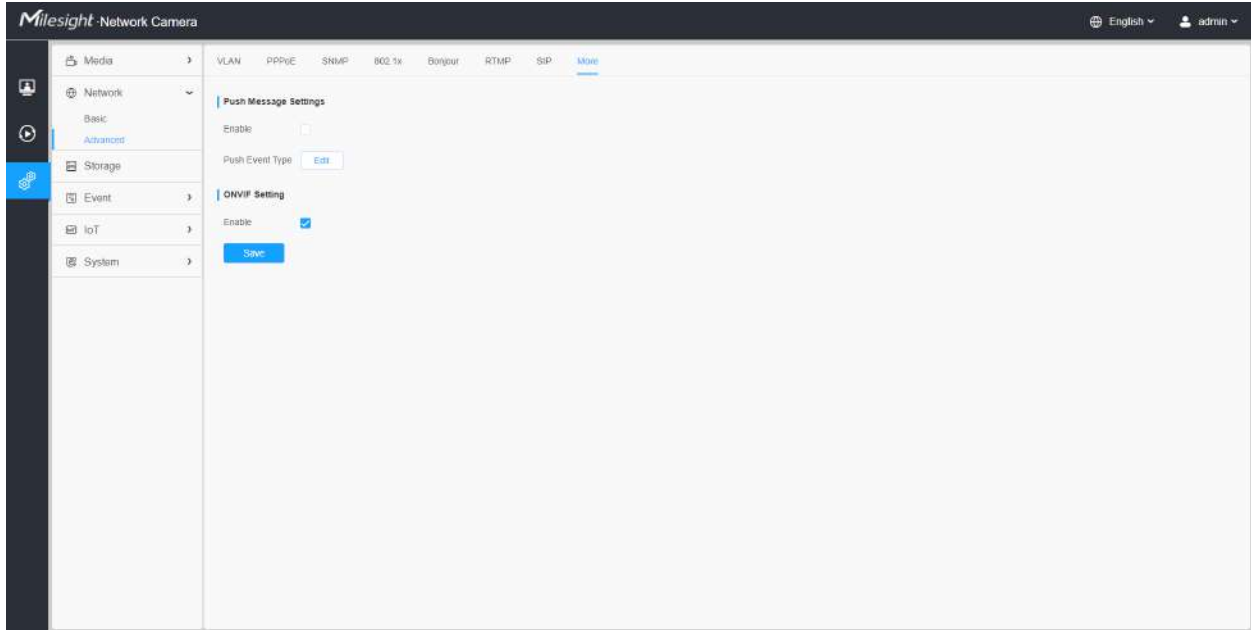 Milesight -Network Camera
English
admin
Media
Network
Basic
Advanced
Storage
Event
IoT
System
VLAN PPPoE SNMP 802.1x Bonjour RTMP SIP More
Push Message Settings
Enable
Push Event Type Edit
ONVIF Setting
Enable
Save